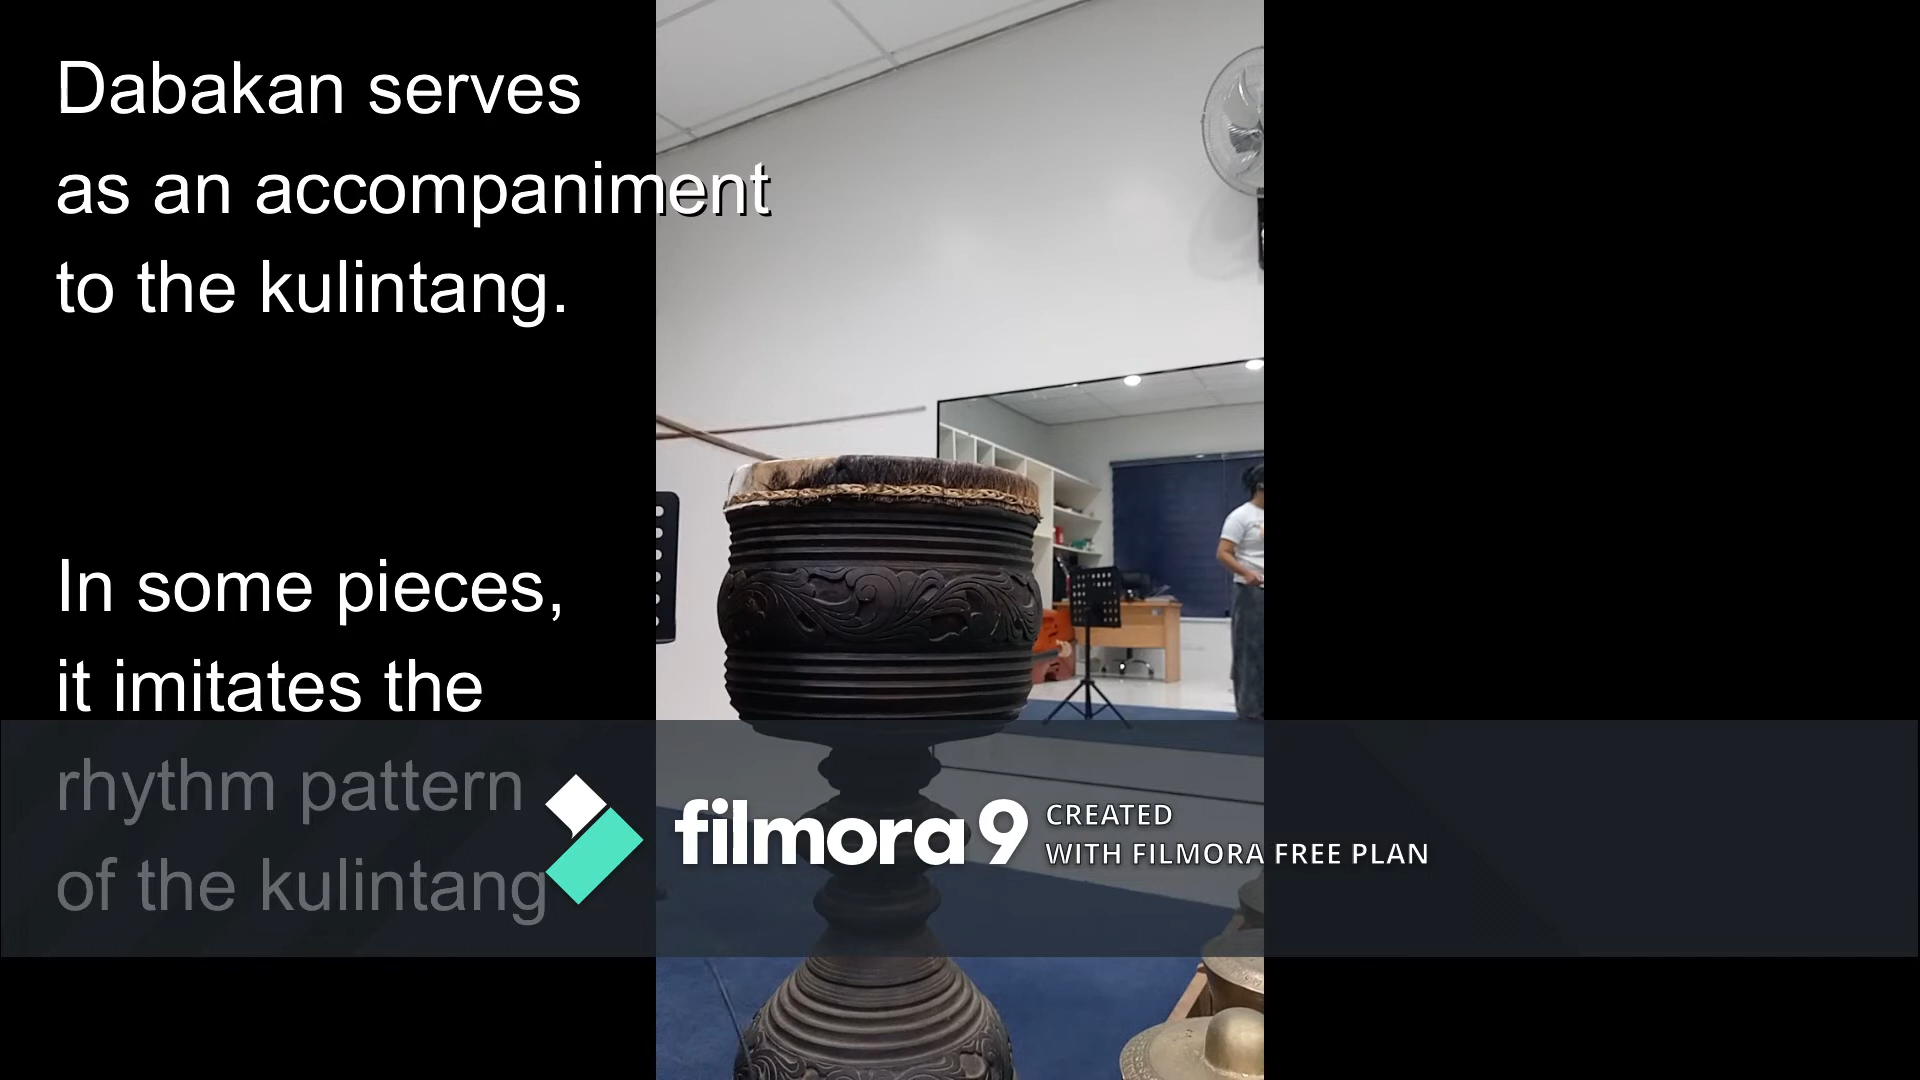 Dabakan serves
as an accompaniment
to the kulintang.
In some pieces,
it imitates the
rhythm pattern
of the kulintang
filmora9
CREATED
WITH FILMORA FREE PLAN